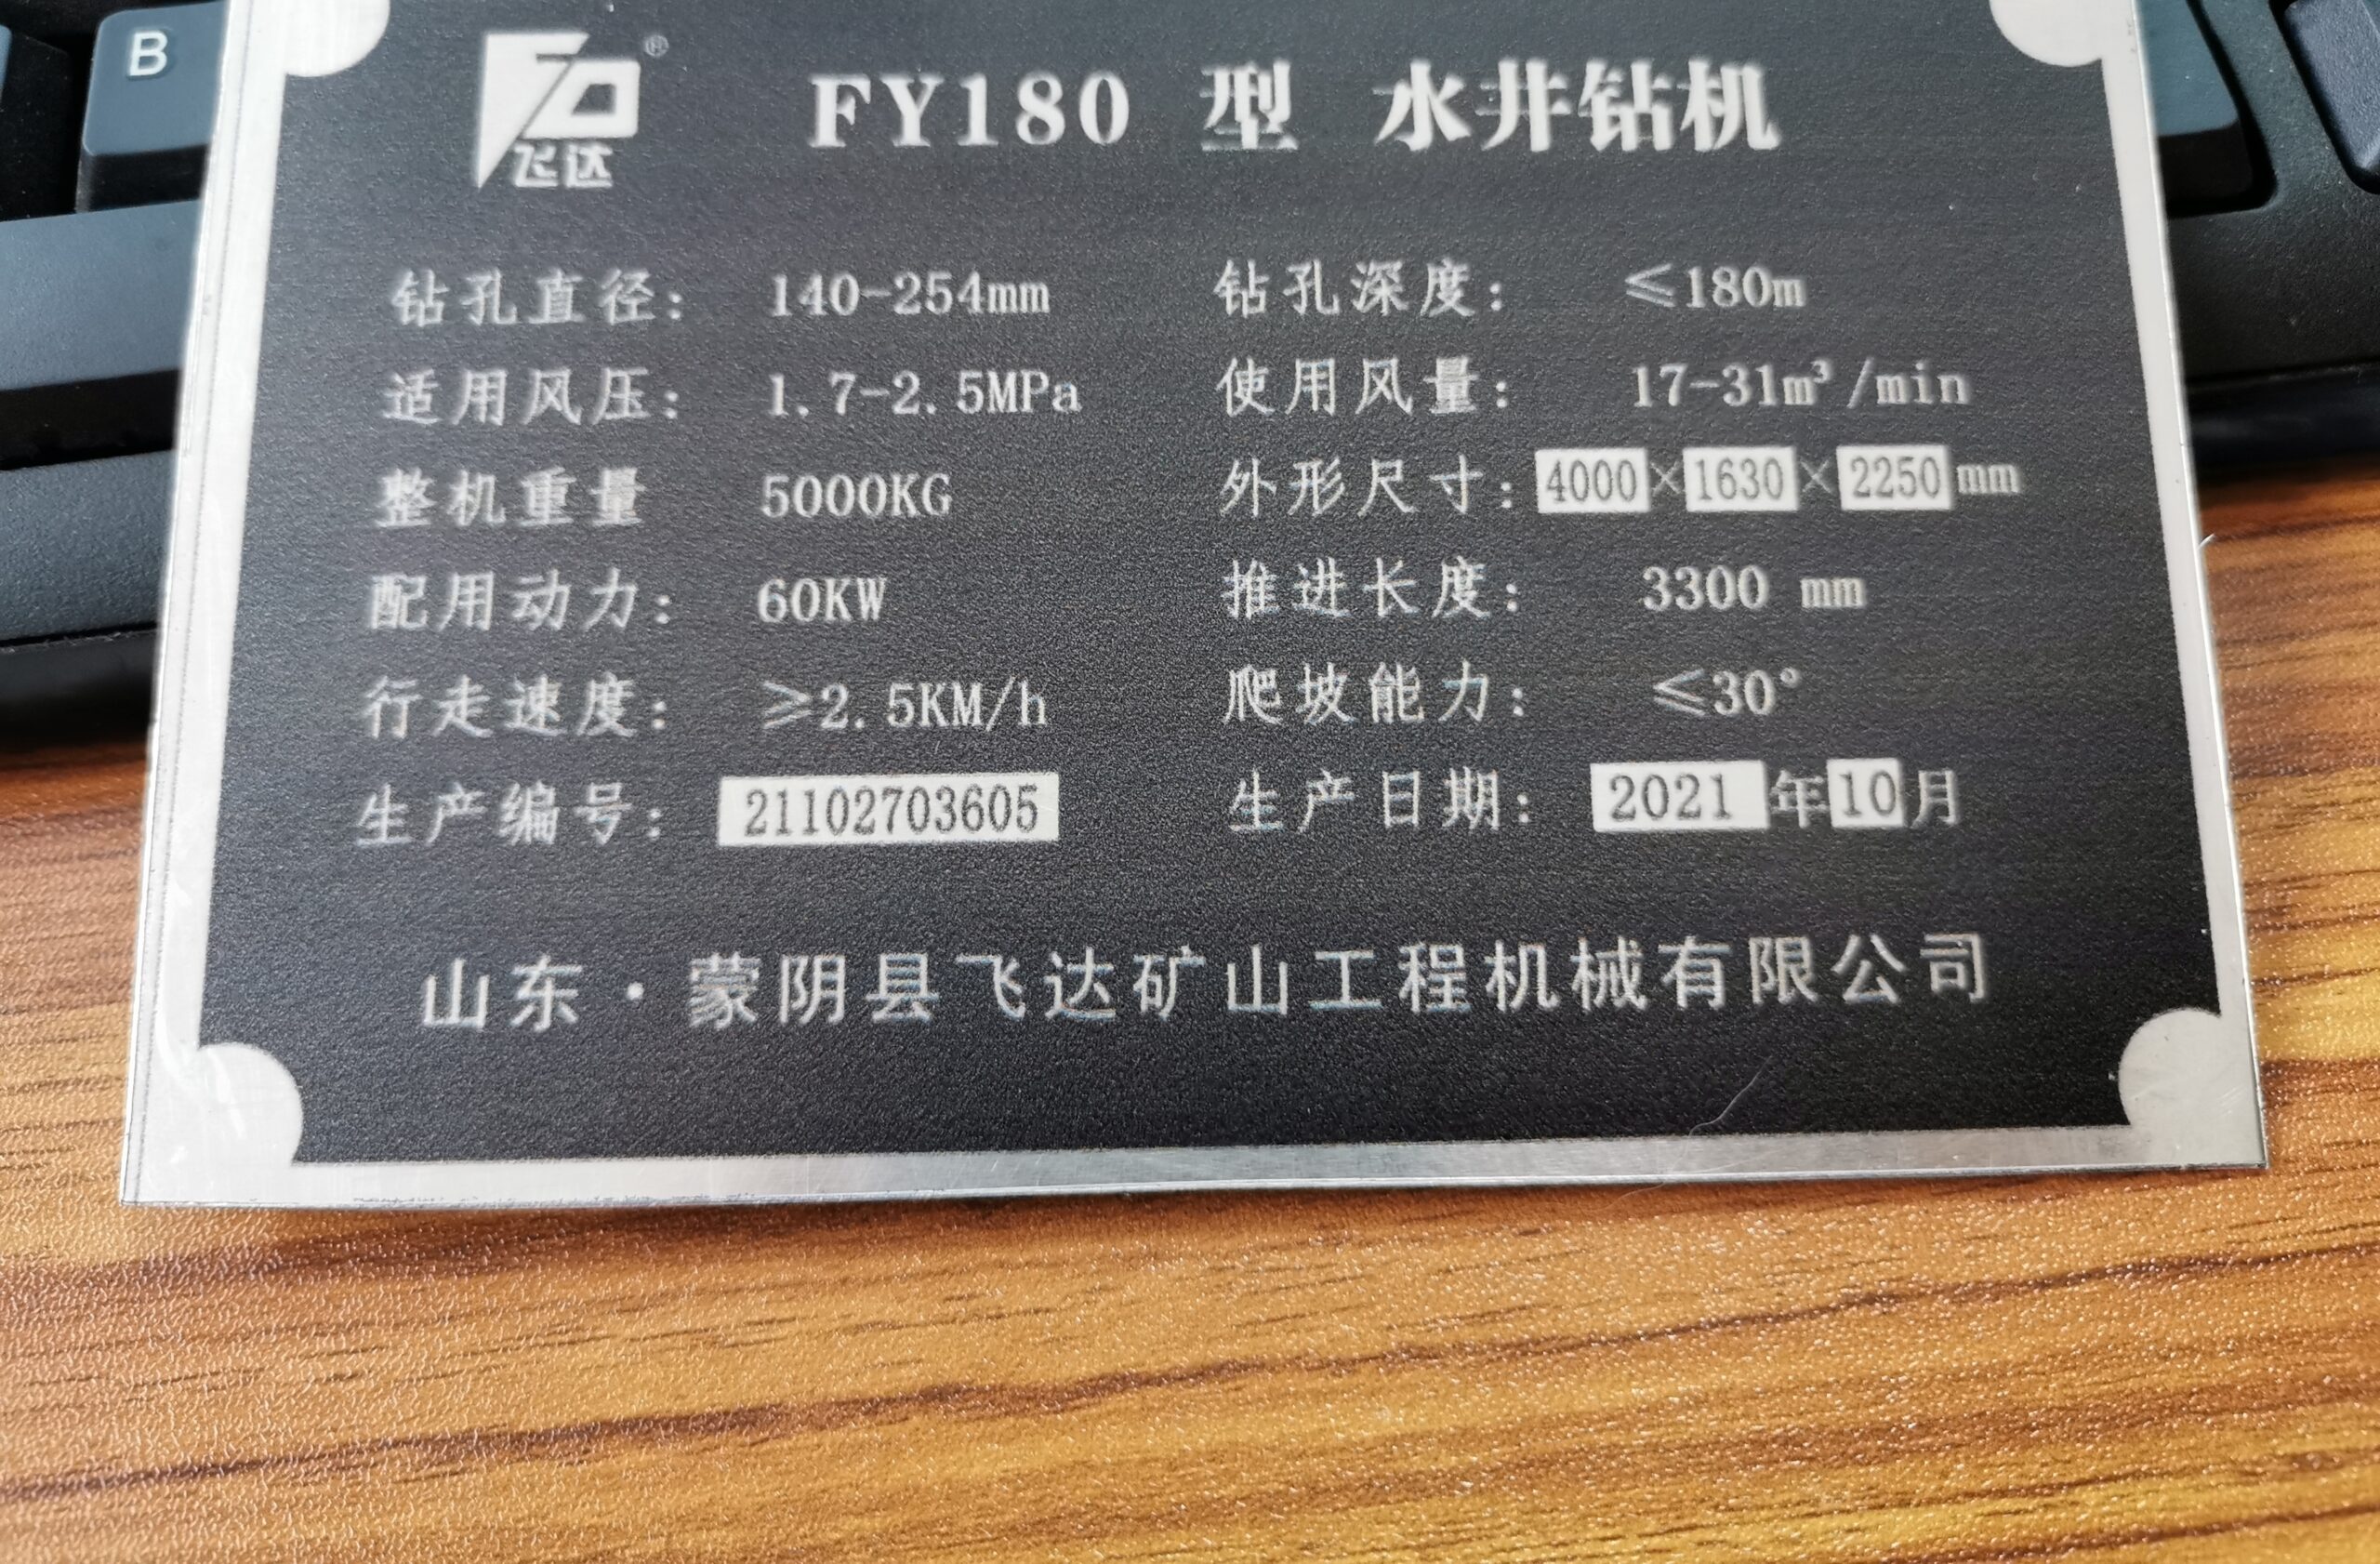 B
飞达 ®
FY180 型 水井钻机
钻孔直径: 140-254mm 钻孔深度: ≤180m
适用风压: 1.7-2.5MPa 使用风量: 17-31m³/min
整机重量 5000KG 外形尺寸: 4000×1630×2250mm
配用动力: 60KW 推进长度: 3300 mm
行走速度: ≥2.5KM/h 爬坡能力: ≤30°
生产编号: 21102703605 生产日期: 2021年10月
山东·蒙阴县飞达矿山工程机械有限公司